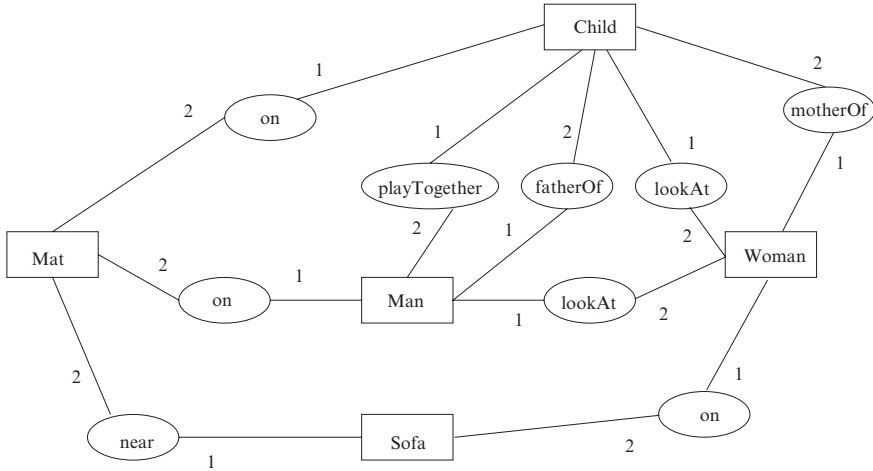 Child
1
2
2
on
motherOf
1
2
1
playTogether
fatherOf
lookAt
1
2
1
2
Mat
Woman
2
1
on
Man
lookAt
1
2
2
1
on
near
Sofa
1
2